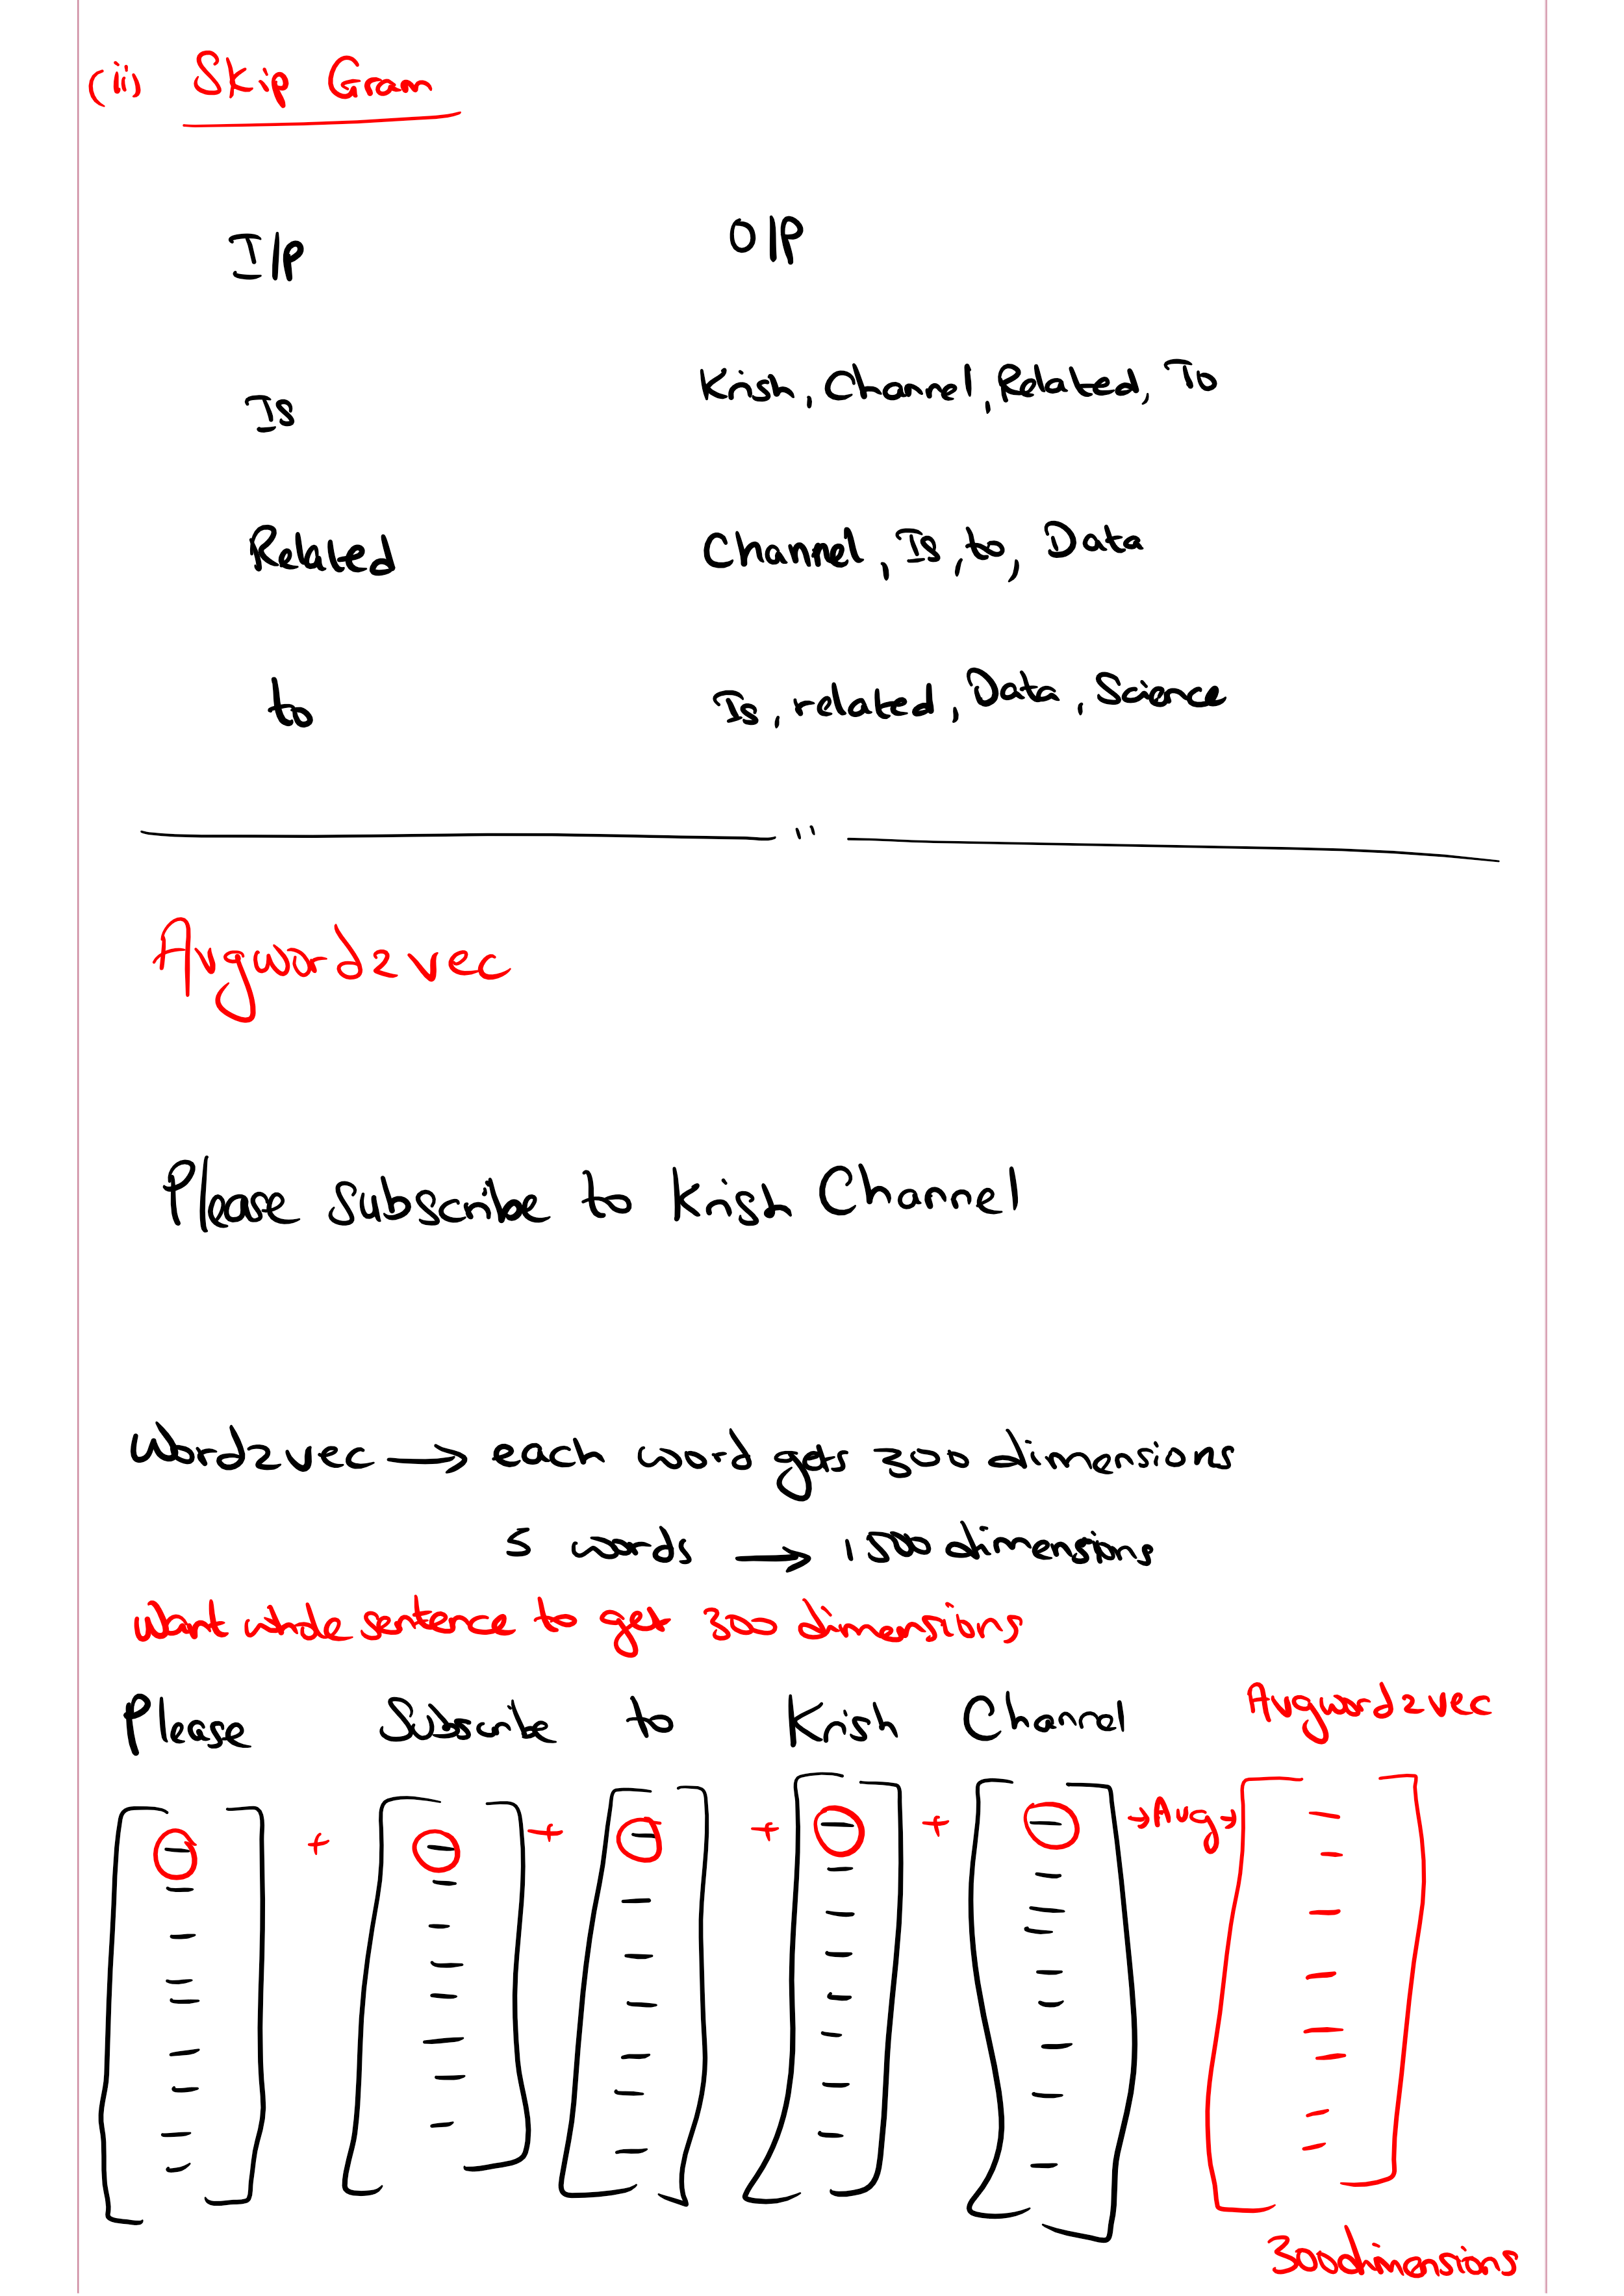 (ii) Skip Gram
I/P O/P
Is Krish, Channel, Related, To
Related Channel, Is, to, Data
to Is, related, Data, Science
Avgword2vec
Please Subscribe to Krish Channel
Word2vec → each word gets 300 dimensions
5 words → 1500 dimensions
Want whole sentence to get 300 dimensions
Please Subscribe to Krish Channel Avgword2vec
+ + + + → Avg →
300 dimensions